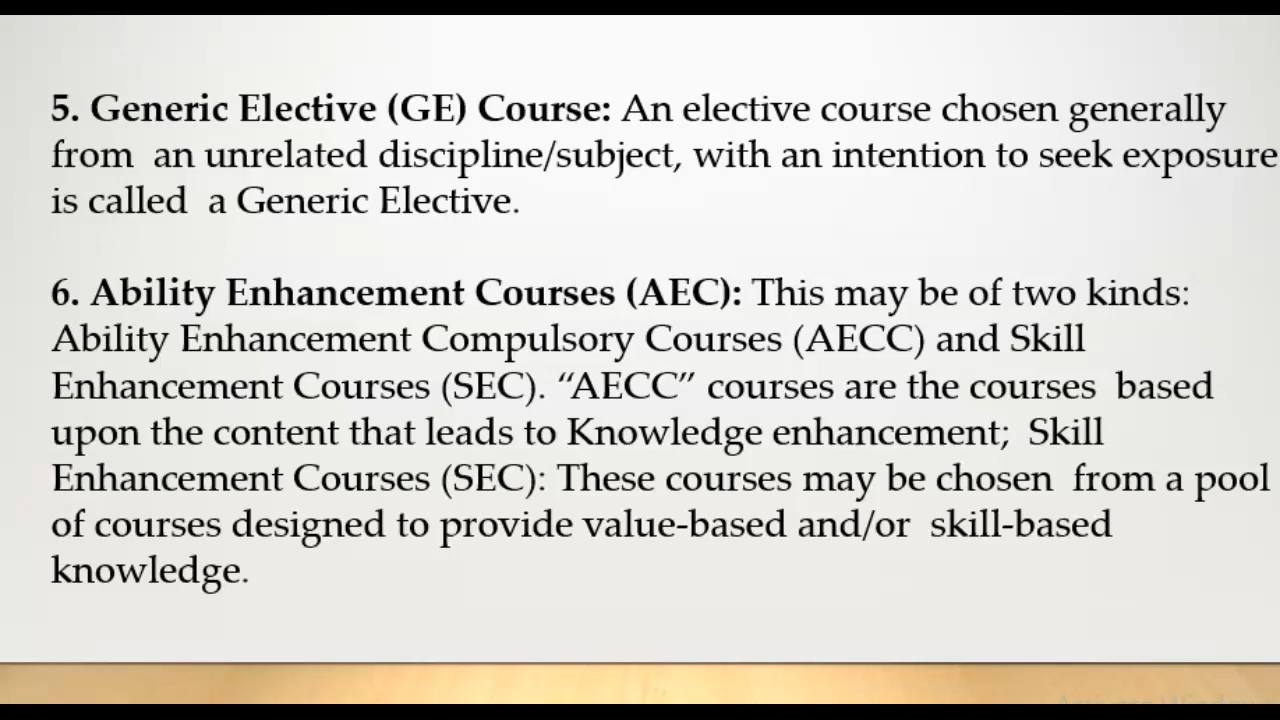 5. Generic Elective (GE) Course: An elective course chosen generally
from an unrelated discipline/subject, with an intention to seek exposure
is called a Generic Elective.
6. Ability Enhancement Courses (AEC): This may be of two kinds:
Ability Enhancement Compulsory Courses (AECC) and Skill
Enhancement Courses (SEC). “AECC” courses are the courses based
upon the content that leads to Knowledge enhancement; Skill
Enhancement Courses (SEC): These courses may be chosen from a pool
of courses designed to provide value-based and/or skill-based
knowledge.